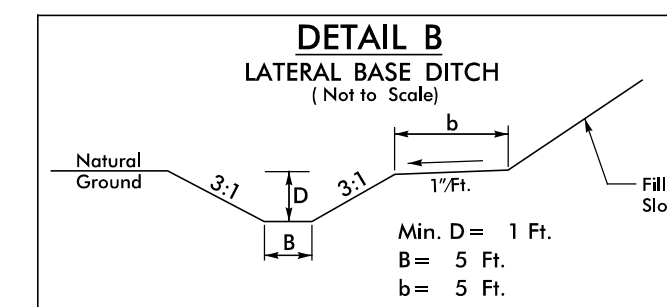 DETAIL B
LATERAL BASE DITCH
( Not to Scale)
b
Natural
Ground
3:1
D
3:1
1"/Ft.
Fill
B
Min. D = 1 Ft.
B = 5 Ft.
b = 5 Ft.